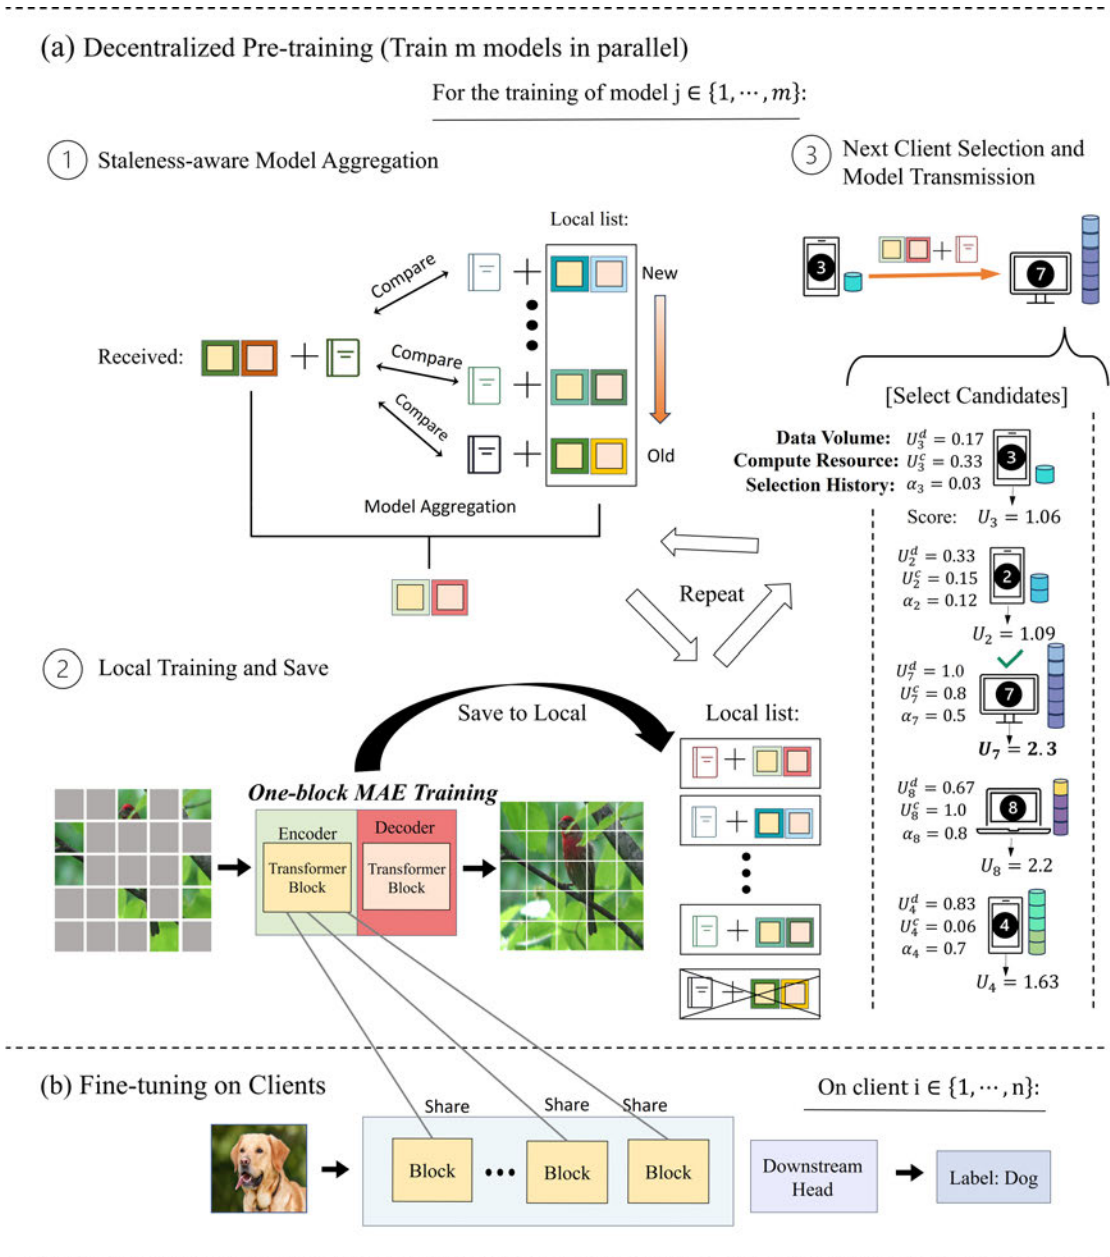 (a) Decentralized Pre-training (Train m models in parallel)
For the training of model j ∈ {1, ⋯ , m}:
1 Staleness-aware Model Aggregation
Local list:
Compare
New
Received:
Compare
Compare
Old
Model Aggregation
Repeat
3 Next Client Selection and
Model Transmission
3
7
[Select Candidates]
Data Volume: U₃ᵈ = 0.17
Compute Resource: U₃ᶜ = 0.33
Selection History: α₃ = 0.03
3
Score: U₃ = 1.06
U₂ᵈ = 0.33
U₂ᶜ = 0.15
α₂ = 0.12
2
U₂ = 1.09
U₇ᵈ = 1.0
U₇ᶜ = 0.8
α₇ = 0.5
7
U₇ = 2.3
U₈ᵈ = 0.67
U₈ᶜ = 1.0
α₈ = 0.8
8
U₈ = 2.2
U₄ᵈ = 0.83
U₄ᶜ = 0.06
α₄ = 0.7
4
U₄ = 1.63
2 Local Training and Save
Save to Local
Local list:
One-block MAE Training
Encoder
Decoder
Transformer
Block
Transformer
Block
(b) Fine-tuning on Clients
On client i ∈ {1, ⋯ , n}:
Share
Share
Share
Block
Block
Block
Downstream
Head
Label: Dog